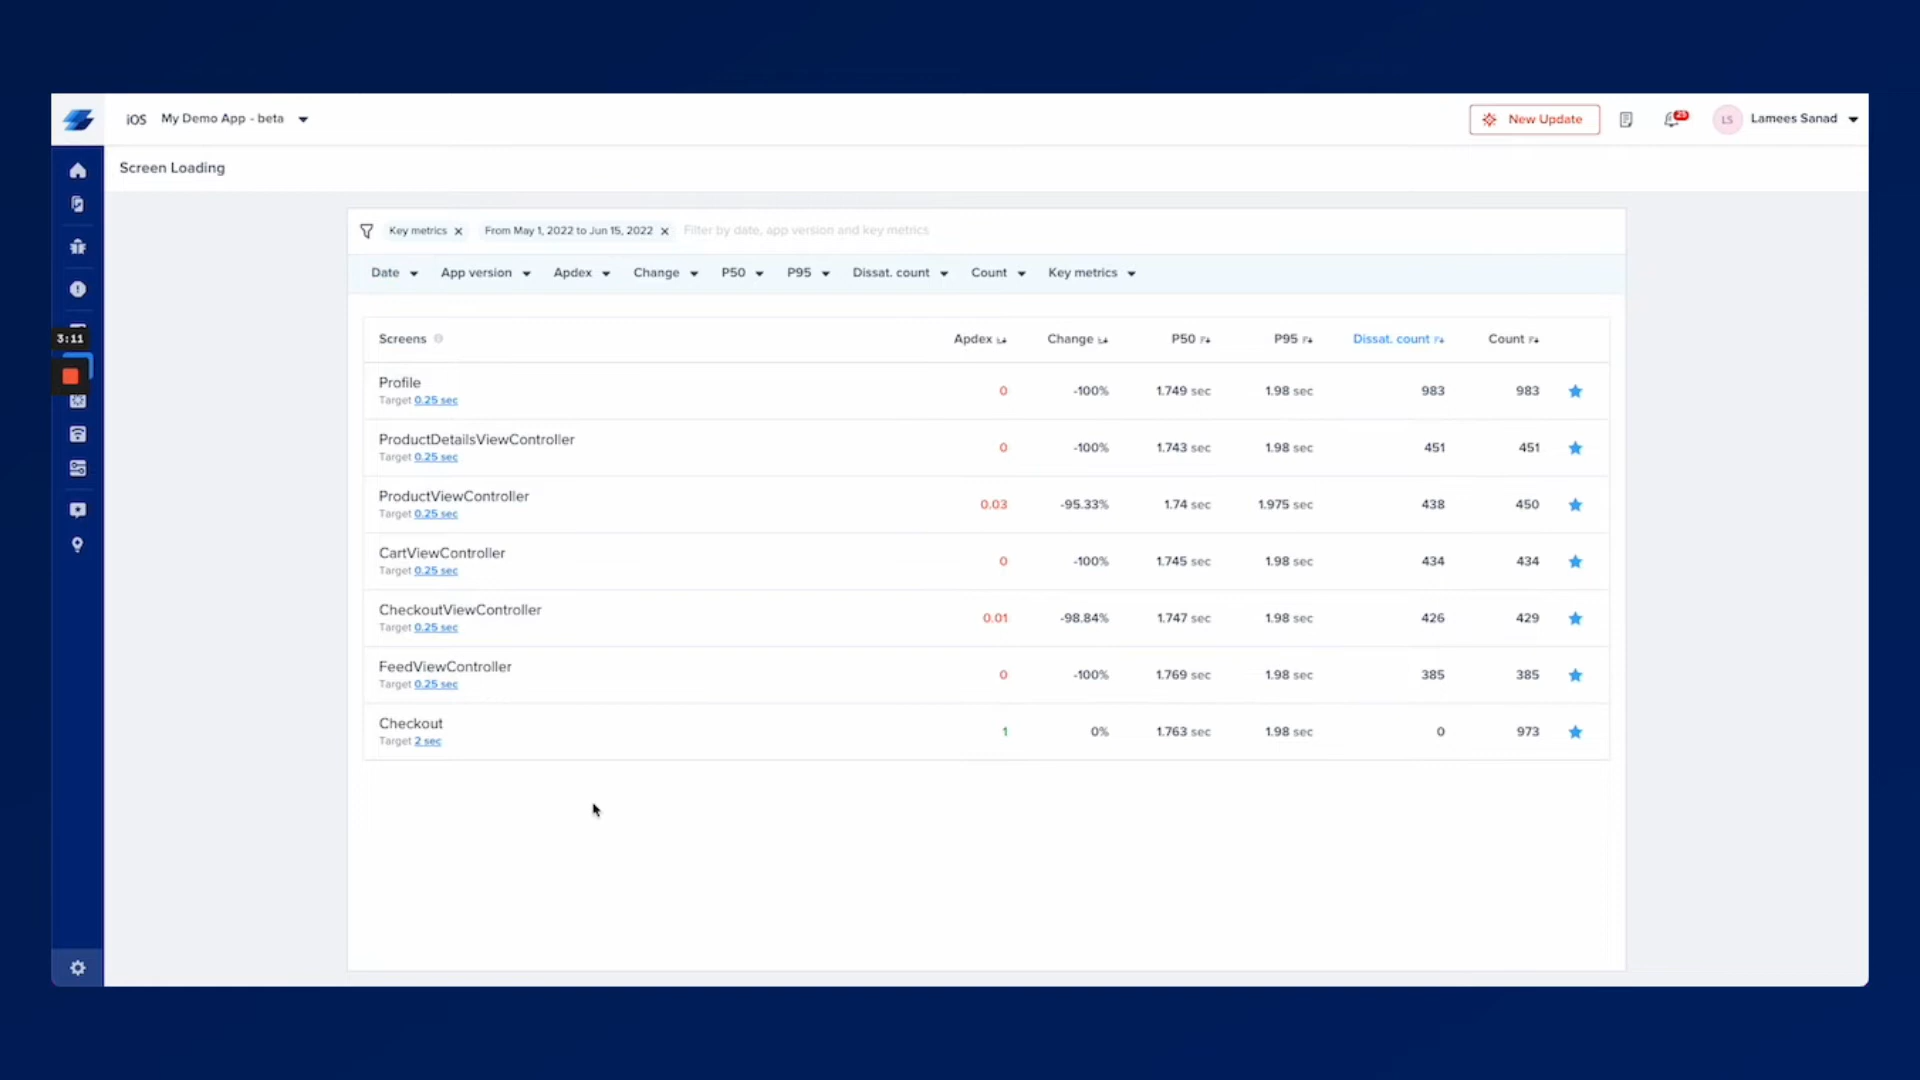 iOS My Demo App - beta New Update 23 LS Lamees Sanad
Screen Loading
Key metrics From May 1, 2022 to Jun 15, 2022 Filter by date, app version and key metrics
Date App version Apdex Change P50 P95 Dissat. count Count Key metrics
3:11
Screens Apdex Change P50 P95 Dissat. count Count
Profile 0 -100% 1.749 sec 1.98 sec 983 983
Target 0.25 sec
ProductDetailsViewController 0 -100% 1.743 sec 1.98 sec 451 451
Target 0.25 sec
ProductViewController 0.03 -95.33% 1.74 sec 1.975 sec 438 450
Target 0.25 sec
CartViewController 0 -100% 1.745 sec 1.98 sec 434 434
Target 0.25 sec
CheckoutViewController 0.01 -98.84% 1.747 sec 1.98 sec 426 429
Target 0.25 sec
FeedViewController 0 -100% 1.769 sec 1.98 sec 385 385
Target 0.25 sec
Checkout 1 0% 1.763 sec 1.98 sec 0 973
Target 2 sec